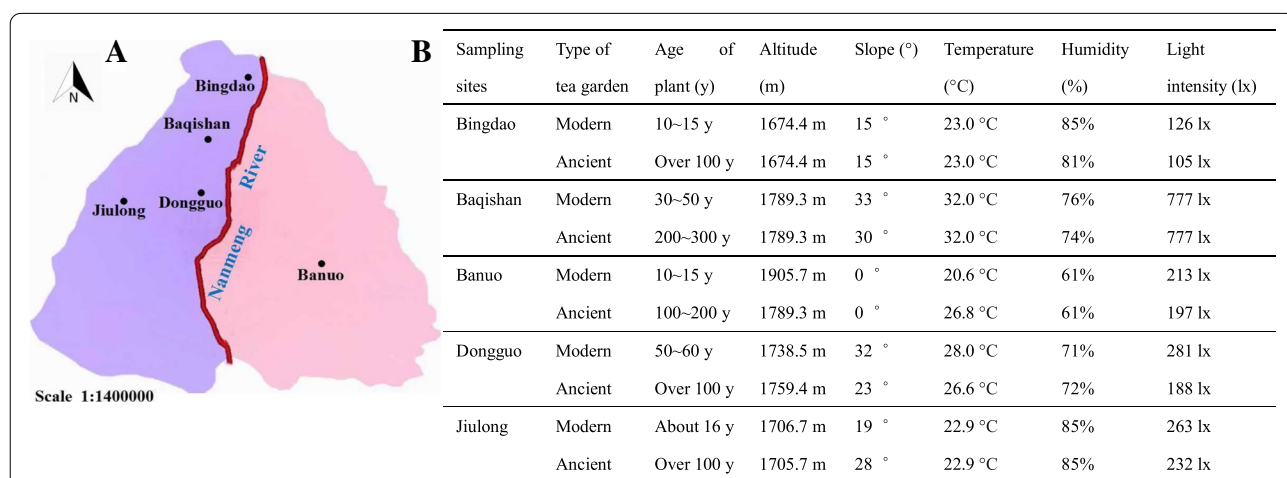 A
N
Bingdao
Baqishan
River
Jiulong
Dongguo
Nanmeng
Banuo
Scale 1:1400000
B
Sampling sites Type of tea garden Age of plant (y) Altitude (m) Slope (°) Temperature (°C) Humidity (%) Light intensity (lx)
Bingdao Modern 10~15 y 1674.4 m 15 ° 23.0 °C 85% 126 lx
Ancient Over 100 y 1674.4 m 15 ° 23.0 °C 81% 105 lx
Baqishan Modern 30~50 y 1789.3 m 33 ° 32.0 °C 76% 777 lx
Ancient 200~300 y 1789.3 m 30 ° 32.0 °C 74% 777 lx
Banuo Modern 10~15 y 1905.7 m 0 ° 20.6 °C 61% 213 lx
Ancient 100~200 y 1789.3 m 0 ° 26.8 °C 61% 197 lx
Dongguo Modern 50~60 y 1738.5 m 32 ° 28.0 °C 71% 281 lx
Ancient Over 100 y 1759.4 m 23 ° 26.6 °C 72% 188 lx
Jiulong Modern About 16 y 1706.7 m 19 ° 22.9 °C 85% 263 lx
Ancient Over 100 y 1705.7 m 28 ° 22.9 °C 85% 232 lx